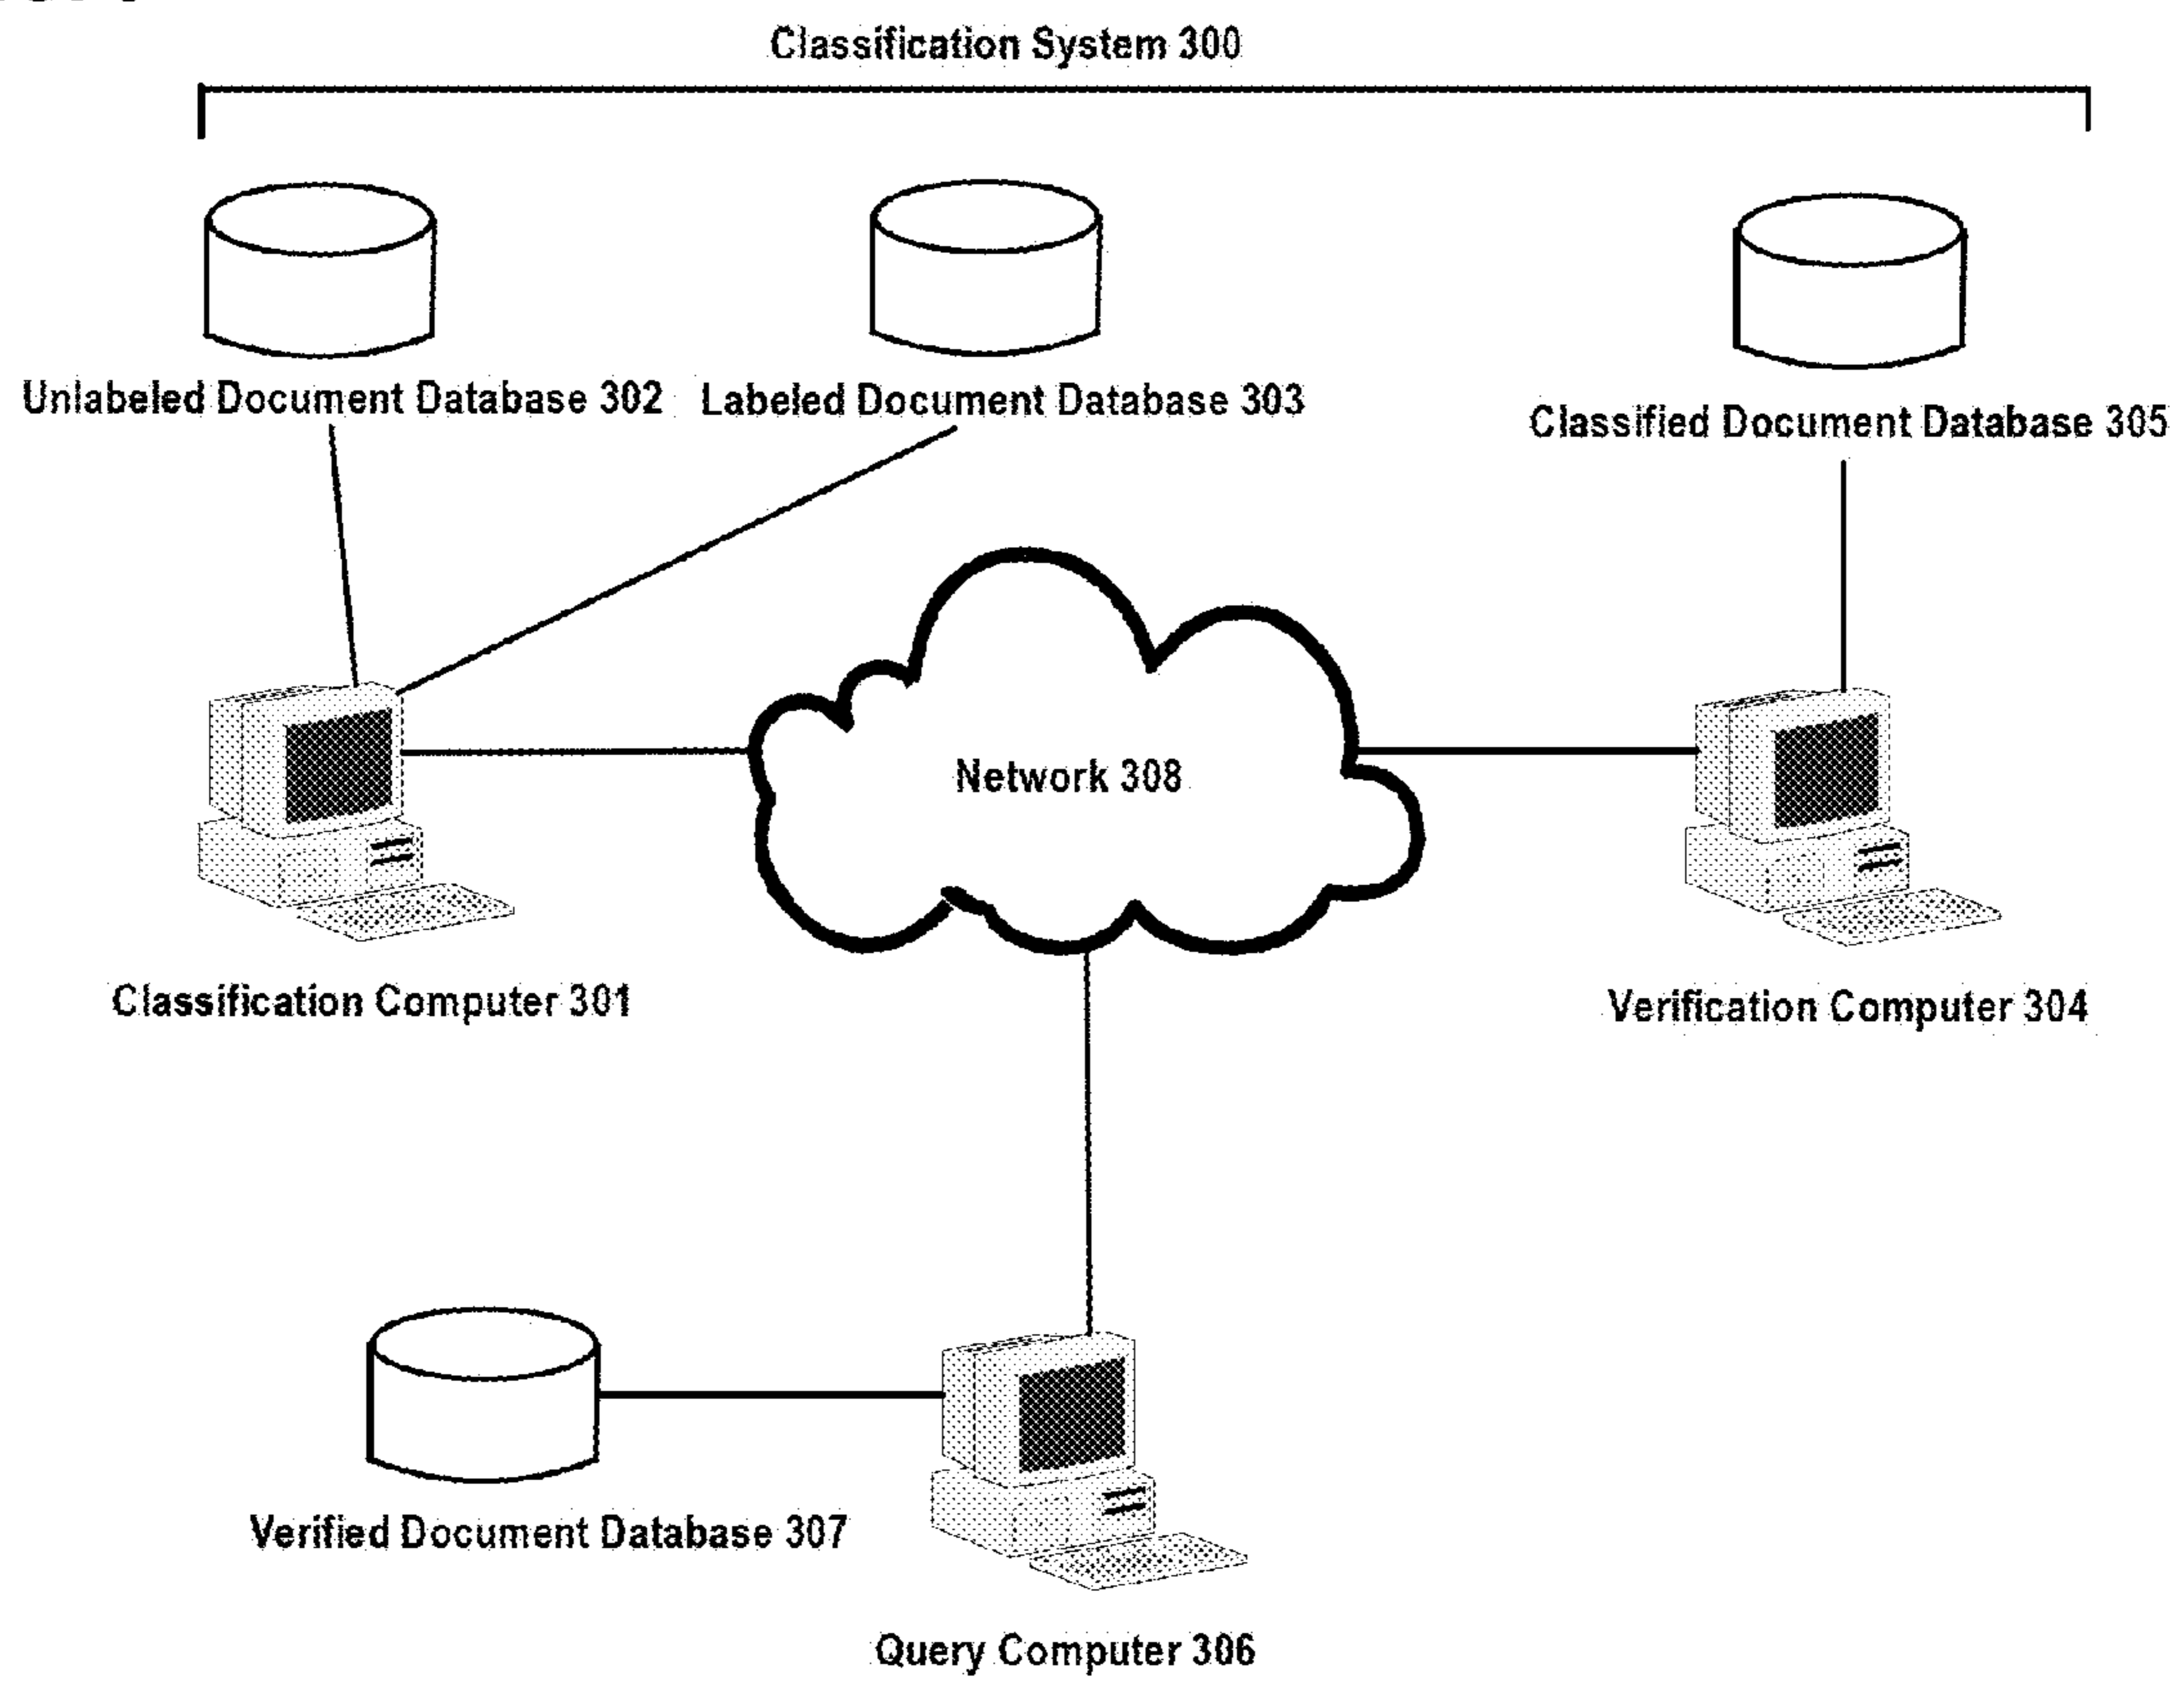 Classification System 300
Unlabeled Document Database 302
Labeled Document Database 303
Classified Document Database 305
Network 308
Classification Computer 301
Verification Computer 304
Verified Document Database 307
Query Computer 306